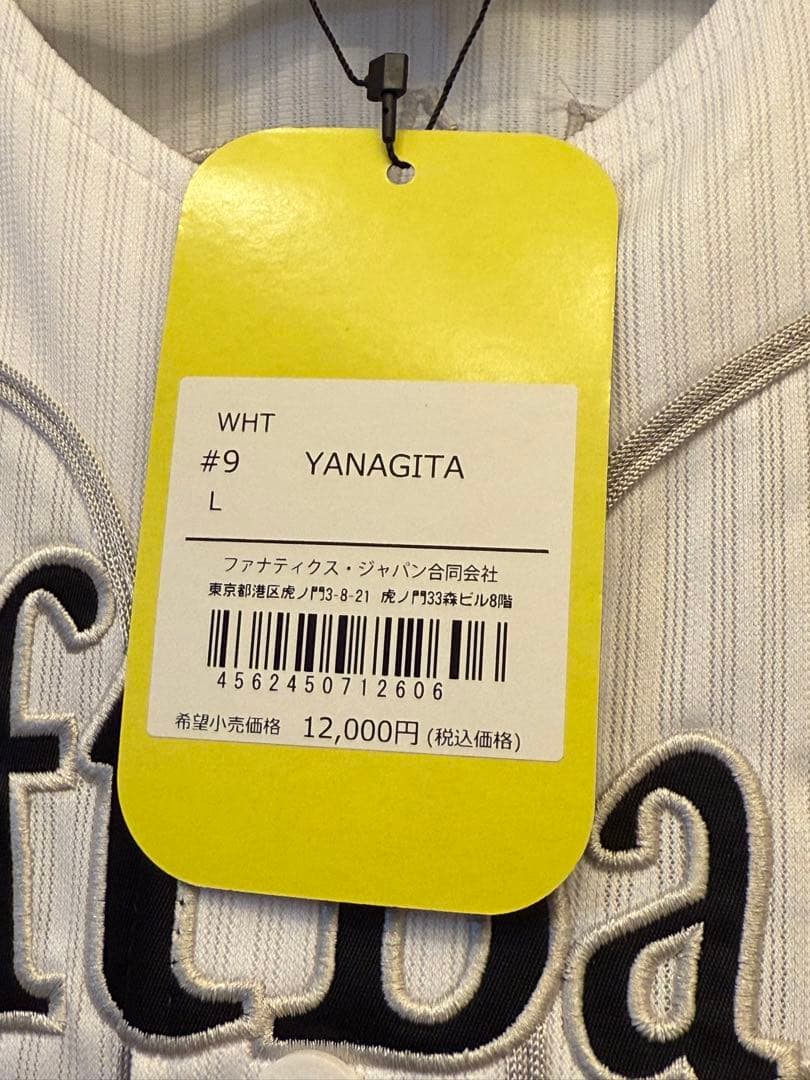 WHT
#9 YANAGITA
L
ファナティクス・ジャパン合同会社
東京都港区虎ノ門3-8-21 虎ノ門33森ビル8階
4562450712606
希望小売価格 12,000円 (税込価格)
ftba